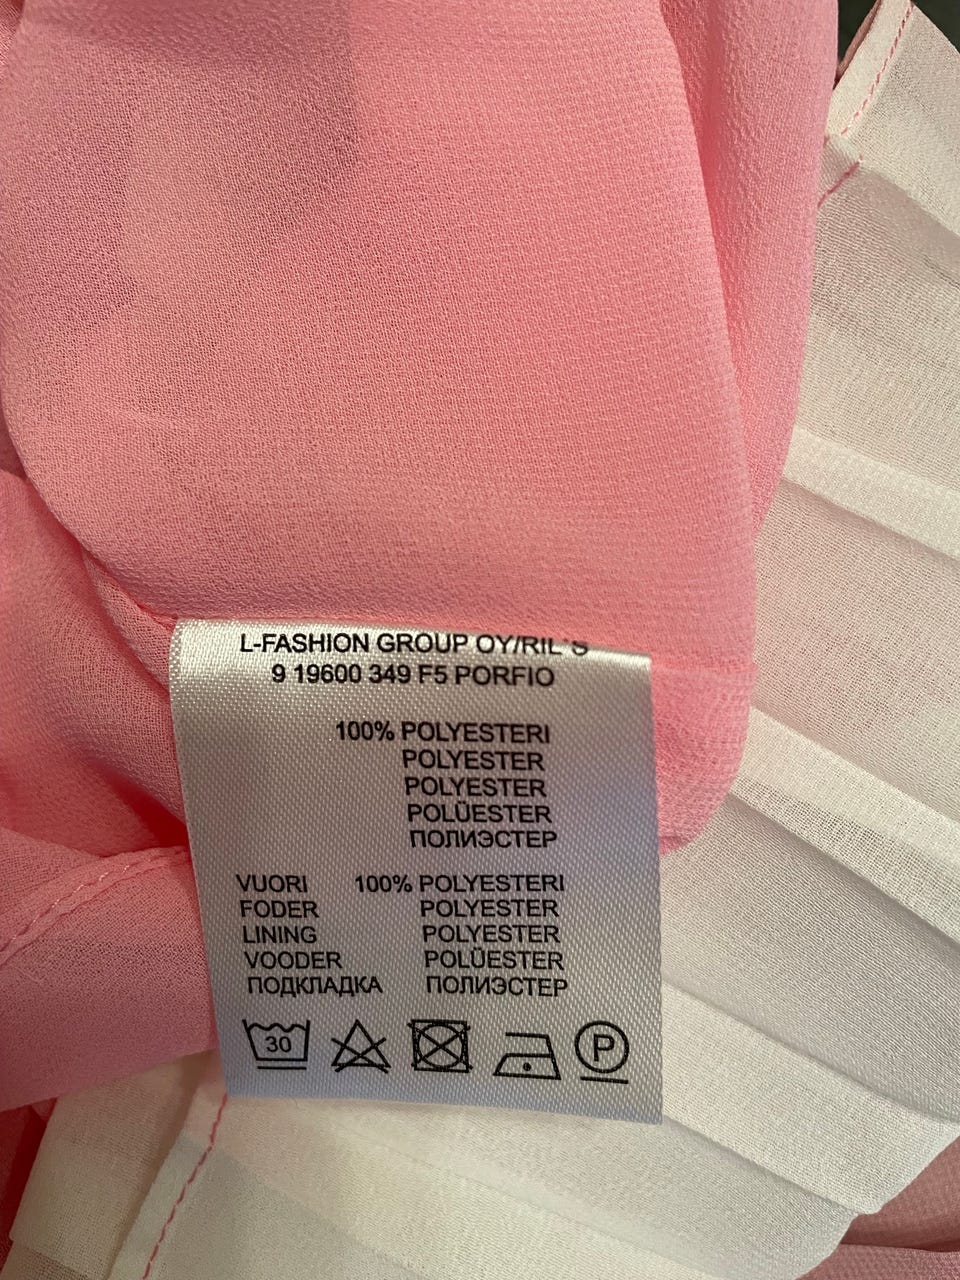 L-FASHION GROUP OY/RIL'S
9 19600 349 F5 PORFIO
100% POLYESTERI
POLYESTER
POLYESTER
POLÜESTER
ПОЛИЭСТЕР
VUORI 100% POLYESTERI
FODER POLYESTER
LINING POLYESTER
VOODER POLÜESTER
ПОДКЛАДКА ПОЛИЭСТЕР
30 P